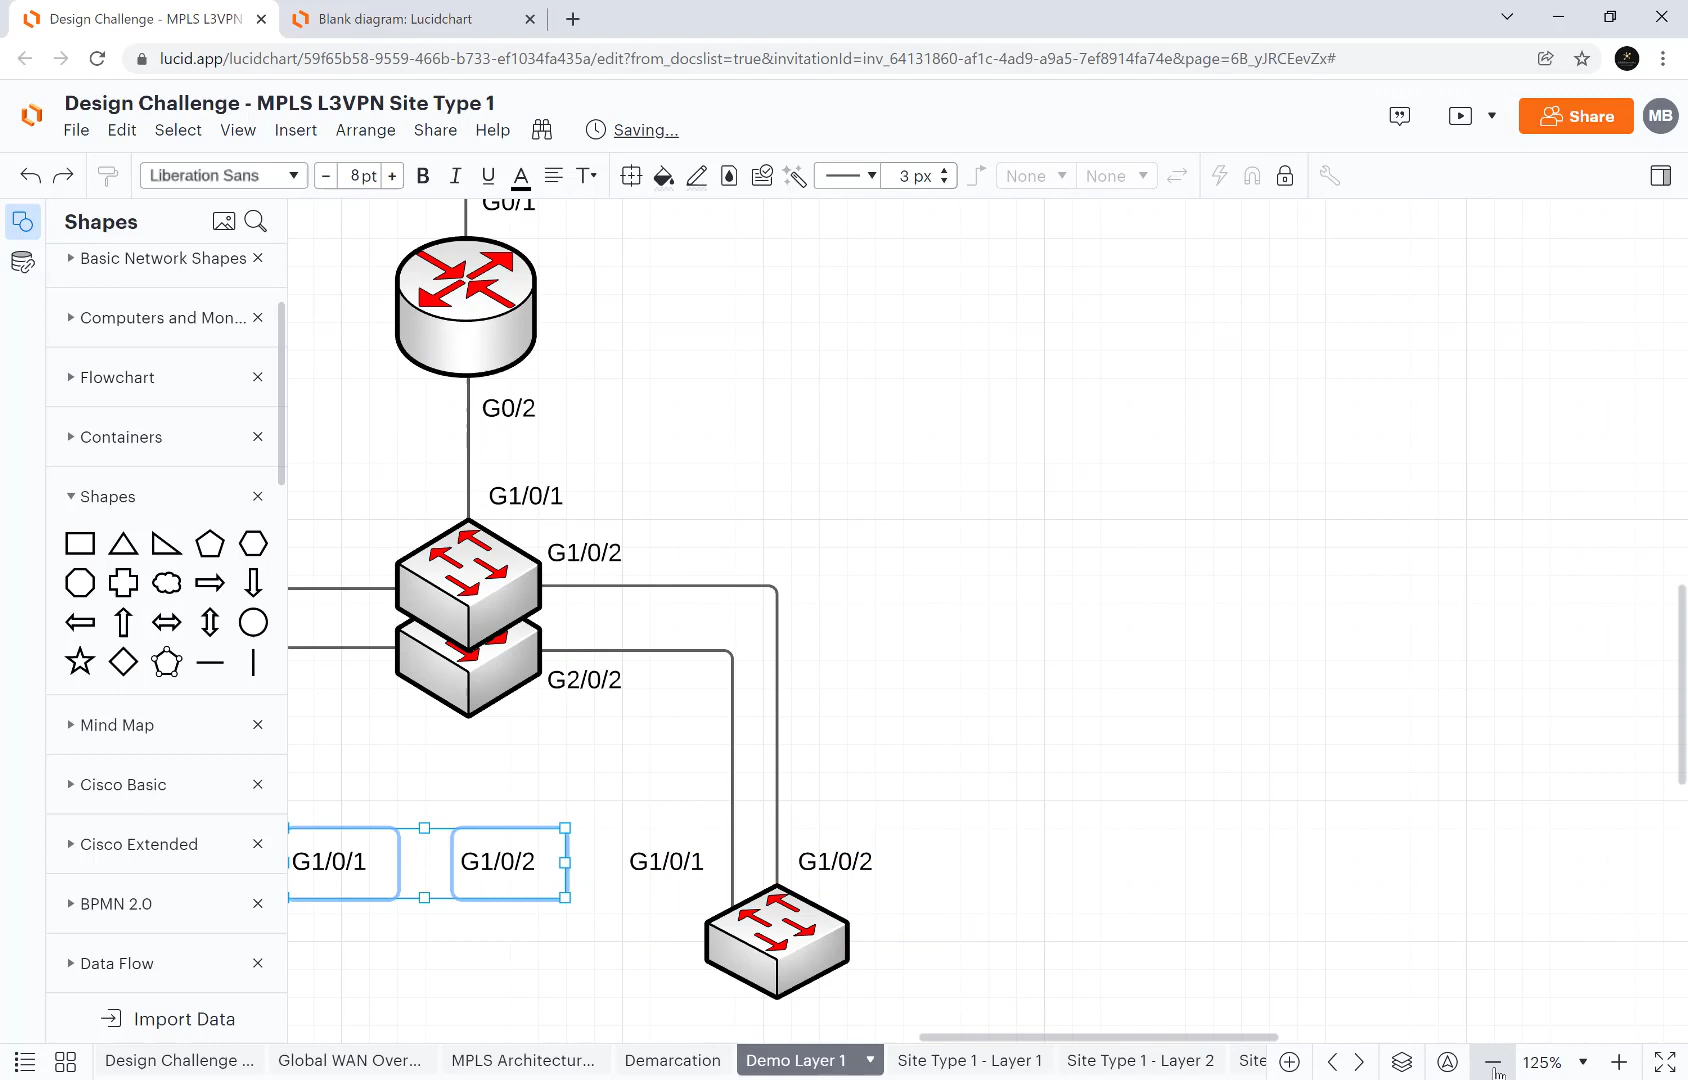 Design Challenge - MPLS L3VPN
Blank diagram: Lucidchart
lucid.app/lucidchart/59f65b58-9559-466b-b733-ef1034fa435a/edit?from_docslist=true&invitationId=inv_64131860-af1c-4ad9-a9a5-7ef8914fa74e&page=6B_yJRCEevZx#
Design Challenge - MPLS L3VPN Site Type 1
File Edit Select View Insert Arrange Share Help Saving...
Share
MB
Liberation Sans
- 8 pt +
B I U A T
3 px
None
None
Shapes
Basic Network Shapes
Computers and Mon...
Flowchart
Containers
Shapes
Mind Map
Cisco Basic
Cisco Extended
BPMN 2.0
Data Flow
Import Data
G0/1
G0/2
G1/0/1
G1/0/2
G2/0/2
G1/0/1
G1/0/2
G1/0/1
G1/0/2
Design Challenge ...
Global WAN Over...
MPLS Architectur...
Demarcation
Demo Layer 1
Site Type 1 - Layer 1
Site Type 1 - Layer 2
Site
125%